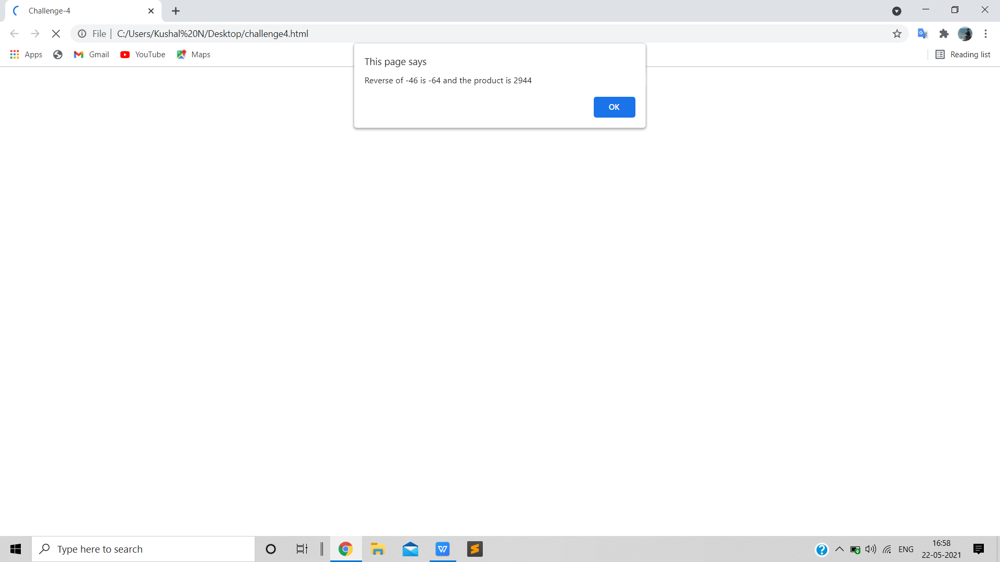 Challenge-4
File | C:/Users/Kushal%20N/Desktop/challenge4.html
Apps Gmail YouTube Maps Reading list
This page says
Reverse of -46 is -64 and the product is 2944
OK
Type here to search
ENG
16:58
22-05-2021